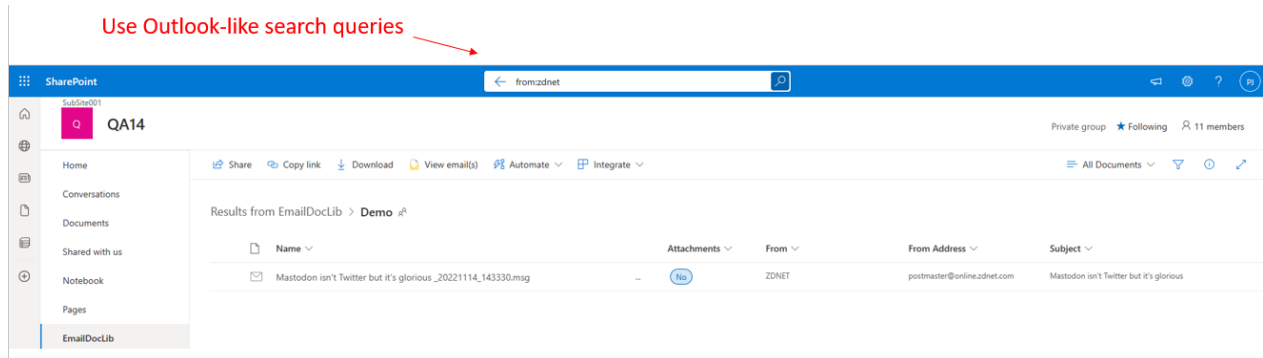 Use Outlook-like search queries
SharePoint
from:zdnet
PJ
SubSite001
Q
QA14
Private group ★ Following 11 members
Home
Share Copy link Download View email(s) Automate Integrate
All Documents
Conversations
Documents
Results from EmailDocLib > Demo
Shared with us
Name Attachments From From Address Subject
Notebook
Mastodon isn't Twitter but it's glorious _20221114_143330.msg No ZDNET postmaster@online.zdnet.com Mastodon isn't Twitter but it's glorious
Pages
EmailDocLib